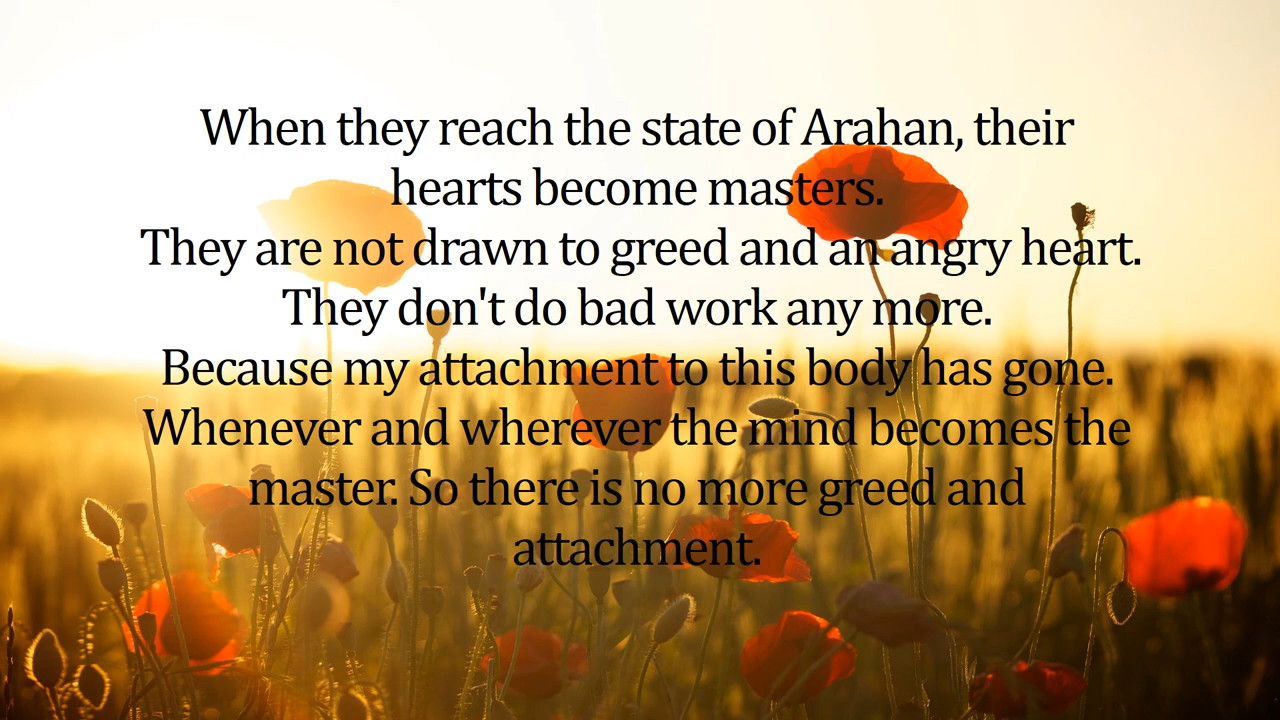 When they reach the state of Arahan, their
hearts become masters.
They are not drawn to greed and an angry heart.
They don't do bad work any more.
Because my attachment to this body has gone.
Whenever and wherever the mind becomes the
master. So there is no more greed and
attachment.